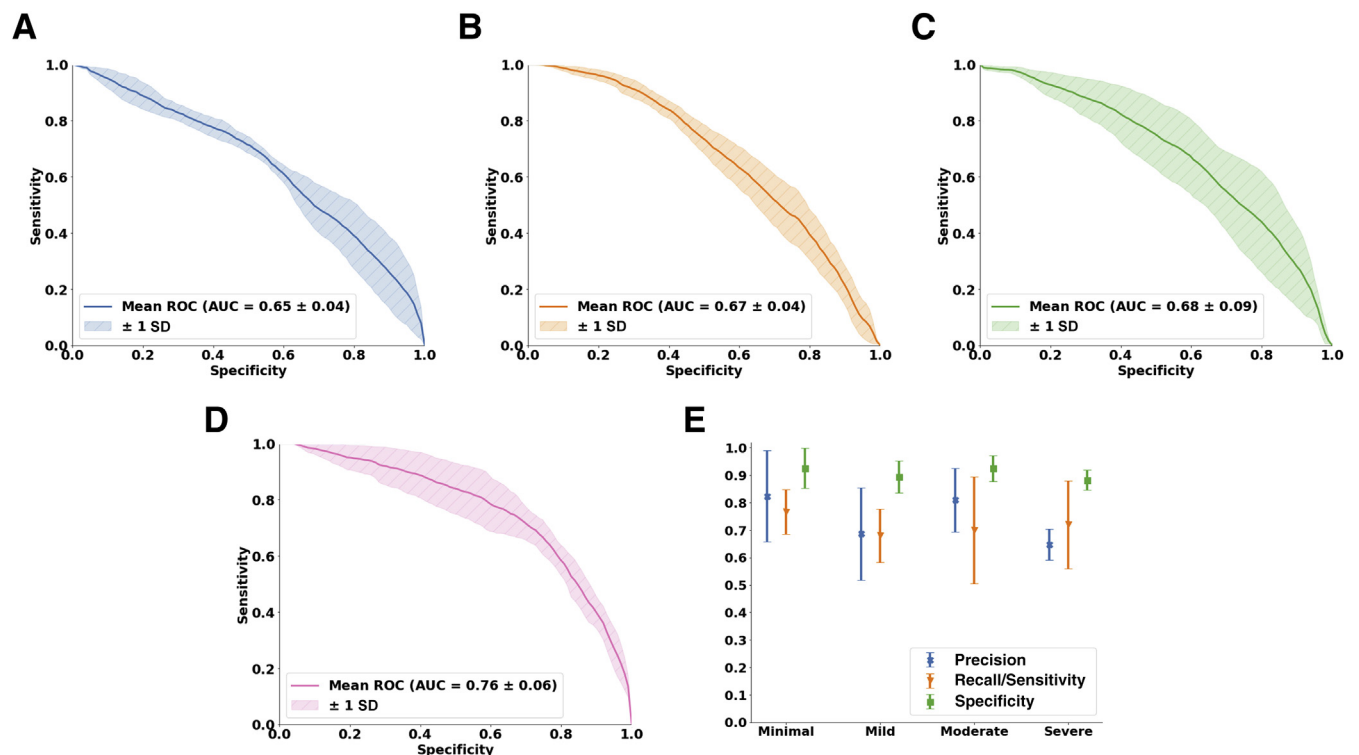 A
1.0
0.8
0.6
0.4
0.2
0.0
Sensitivity
Mean ROC (AUC = 0.65 ± 0.04)
± 1 SD
0.0 0.2 0.4 0.6 0.8 1.0
Specificity
B
1.0
0.8
0.6
0.4
0.2
0.0
Sensitivity
Mean ROC (AUC = 0.67 ± 0.04)
± 1 SD
0.0 0.2 0.4 0.6 0.8 1.0
Specificity
C
1.0
0.8
0.6
0.4
0.2
0.0
Sensitivity
Mean ROC (AUC = 0.68 ± 0.09)
± 1 SD
0.0 0.2 0.4 0.6 0.8 1.0
Specificity
D
1.0
0.8
0.6
0.4
0.2
0.0
Sensitivity
Mean ROC (AUC = 0.76 ± 0.06)
± 1 SD
0.0 0.2 0.4 0.6 0.8 1.0
Specificity
E
1.0
0.9
0.8
0.7
0.6
0.5
0.4
0.3
0.2
0.1
0.0
Precision
Recall/Sensitivity
Specificity
Minimal Mild Moderate Severe